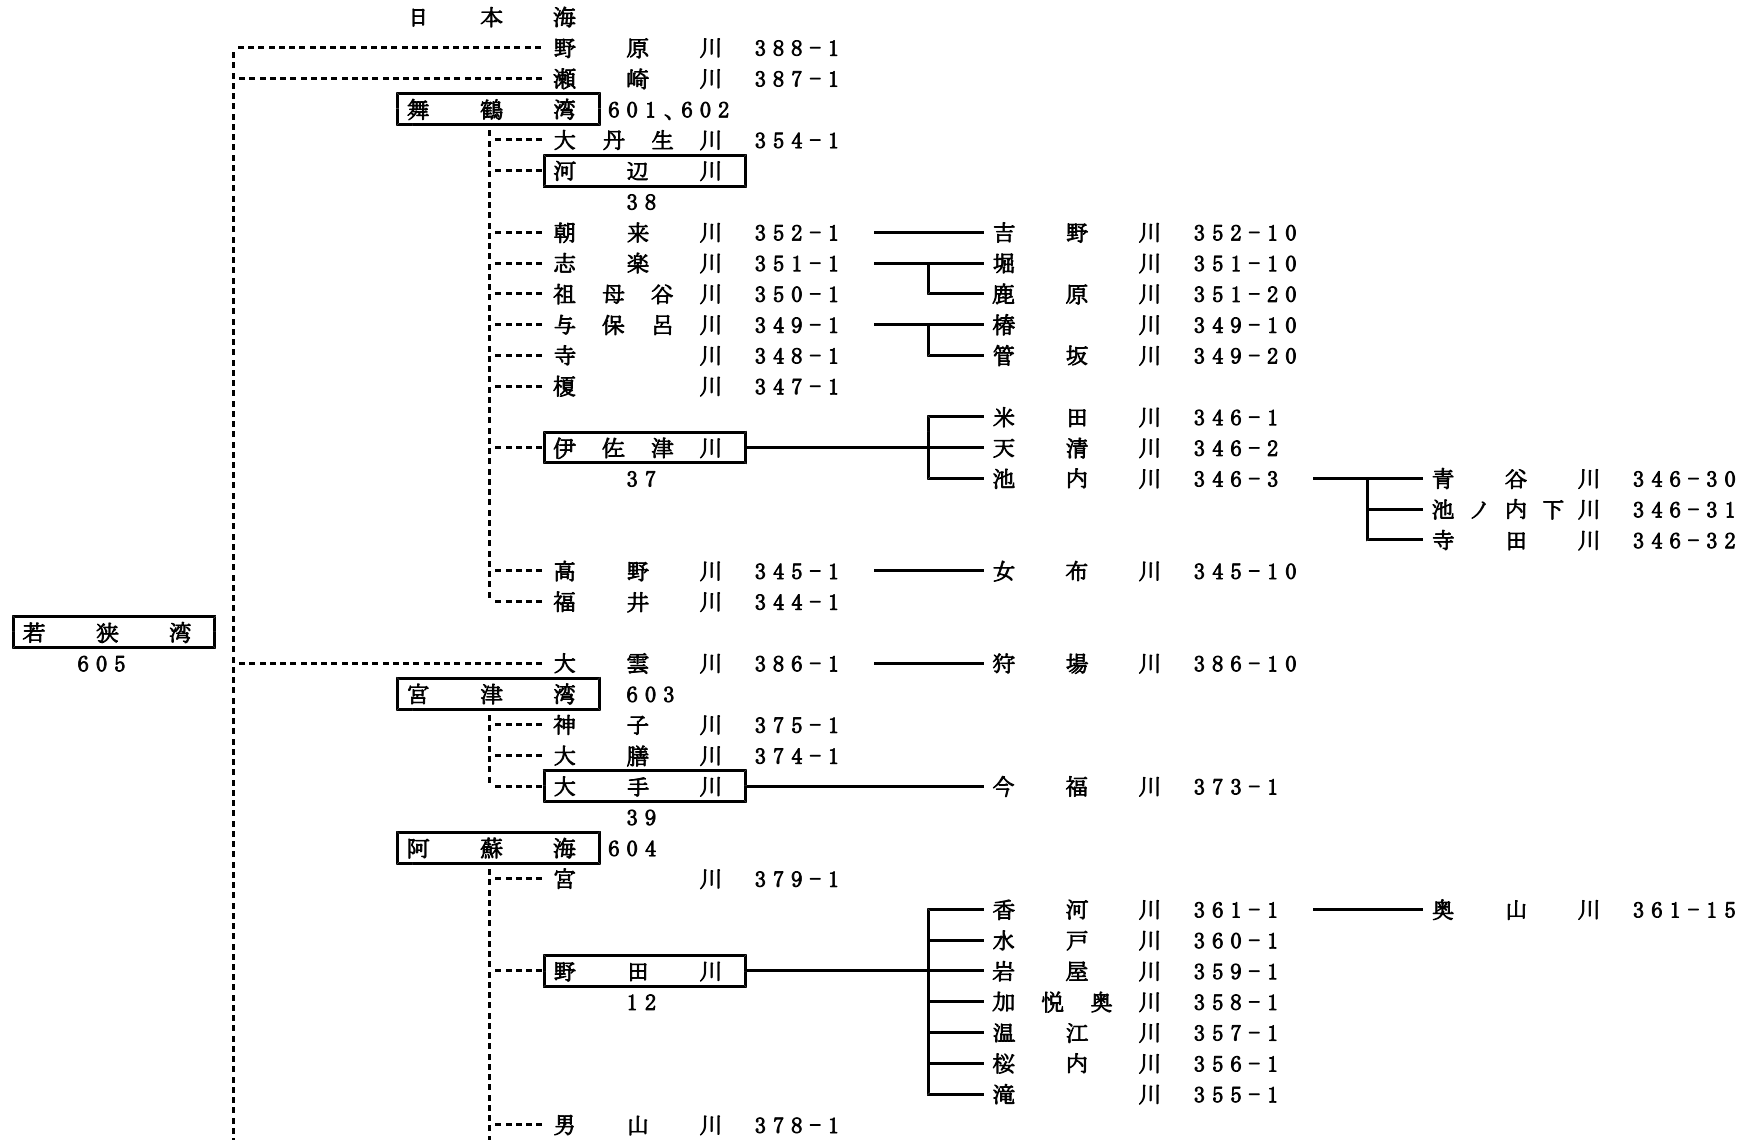 日本海
野原川 388-1
瀬崎川 387-1
舞鶴湾 601、602
大丹生川 354-1
河辺川
38
朝来川 352-1 吉野川 352-10
志楽川 351-1 堀川 351-10
祖母谷川 350-1 鹿原川 351-20
与保呂川 349-1 椿川 349-10
寺川 348-1 管坂川 349-20
榎川 347-1
米田川 346-1
伊佐津川 天清川 346-2
37 池内川 346-3 青谷川 346-30
池ノ内下川 346-31
寺田川 346-32
高野川 345-1 女布川 345-10
福井川 344-1
若狭湾
605 大雲川 386-1 狩場川 386-10
宮津湾 603
神子川 375-1
大膳川 374-1
大手川 今福川 373-1
39
阿蘇海 604
宮川 379-1
香河川 361-1 奥山川 361-15
水戸川 360-1
野田川 岩屋川 359-1
12 加悦奥川 358-1
温江川 357-1
桜内川 356-1
滝川 355-1
男山川 378-1